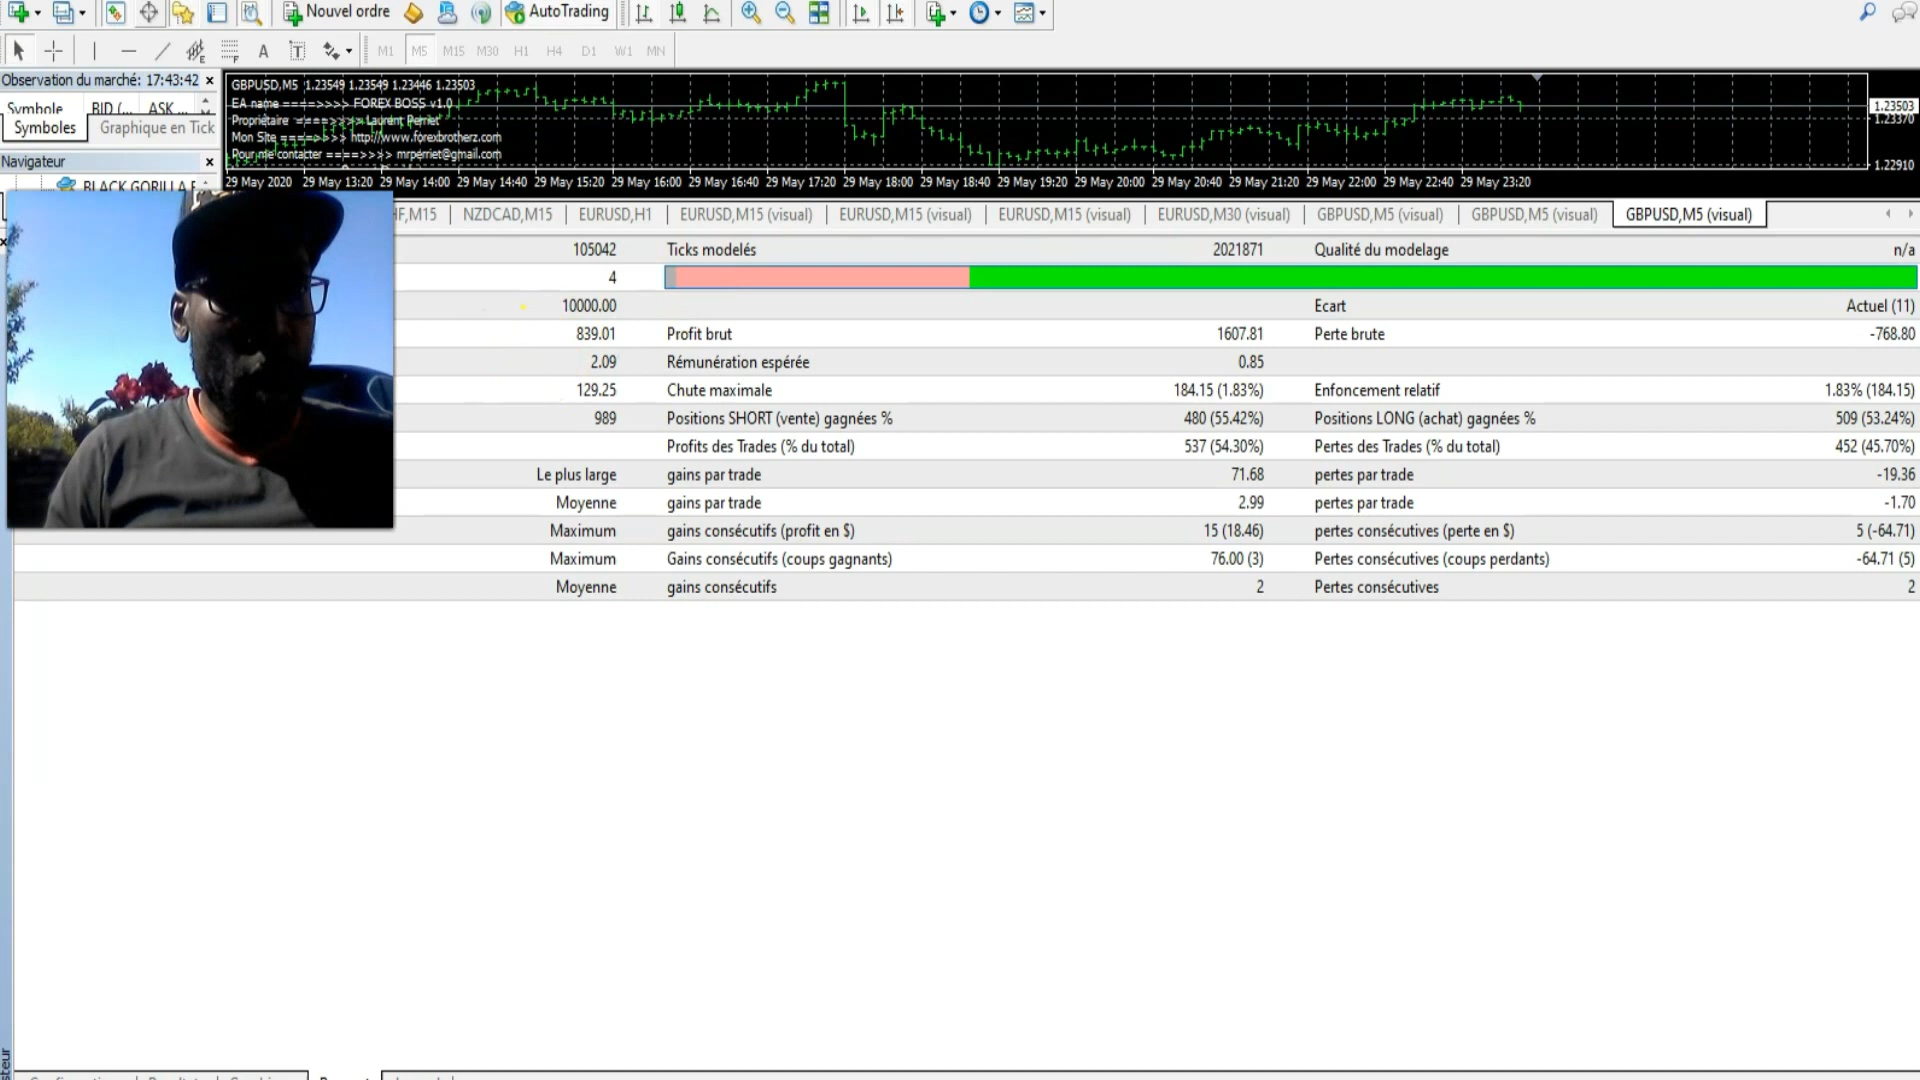 Nouvel ordre AutoTrading
A T M1 M5 M15 M30 H1 H4 D1 W1 MN
Observation du marché: 17:43:42
Symbole BID (... ASK ...
Symboles Graphique en Tick
Navigateur
BLACK GORILLA F
GBPUSD,M5 1.23549 1.23549 1.23446 1.23503
EA name ====>>>> FOREX BOSS v1.0
Propriétaire ====>>>> Laurent Perriet
Mon Site ====>>>> http://www.forexbrotherz.com
Pour me contacter ====>>>> mrperriet@gmail.com
1.23503
1.23370
1.22910
29 May 2020 29 May 13:20 29 May 14:00 29 May 14:40 29 May 15:20 29 May 16:00 29 May 16:40 29 May 17:20 29 May 18:00 29 May 18:40 29 May 19:20 29 May 20:00 29 May 20:40 29 May 21:20 29 May 22:00 29 May 22:40 29 May 23:20
HF,M15 NZDCAD,M15 EURUSD,H1 EURUSD,M15 (visual) EURUSD,M15 (visual) EURUSD,M15 (visual) EURUSD,M30 (visual) GBPUSD,M5 (visual) GBPUSD,M5 (visual) GBPUSD,M5 (visual)
105042 Ticks modelés 2021871 Qualité du modelage n/a
4
10000.00 Ecart Actuel (11)
839.01 Profit brut 1607.81 Perte brute -768.80
2.09 Rémunération espérée 0.85
129.25 Chute maximale 184.15 (1.83%) Enfoncement relatif 1.83% (184.15)
989 Positions SHORT (vente) gagnées % 480 (55.42%) Positions LONG (achat) gagnées % 509 (53.24%)
Profits des Trades (% du total) 537 (54.30%) Pertes des Trades (% du total) 452 (45.70%)
Le plus large gains par trade 71.68 pertes par trade -19.36
Moyenne gains par trade 2.99 pertes par trade -1.70
Maximum gains consécutifs (profit en $) 15 (18.46) pertes consécutives (perte en $) 5 (-64.71)
Maximum Gains consécutifs (coups gagnants) 76.00 (3) Pertes consécutives (coups perdants) -64.71 (5)
Moyenne gains consécutifs 2 Pertes consécutives 2